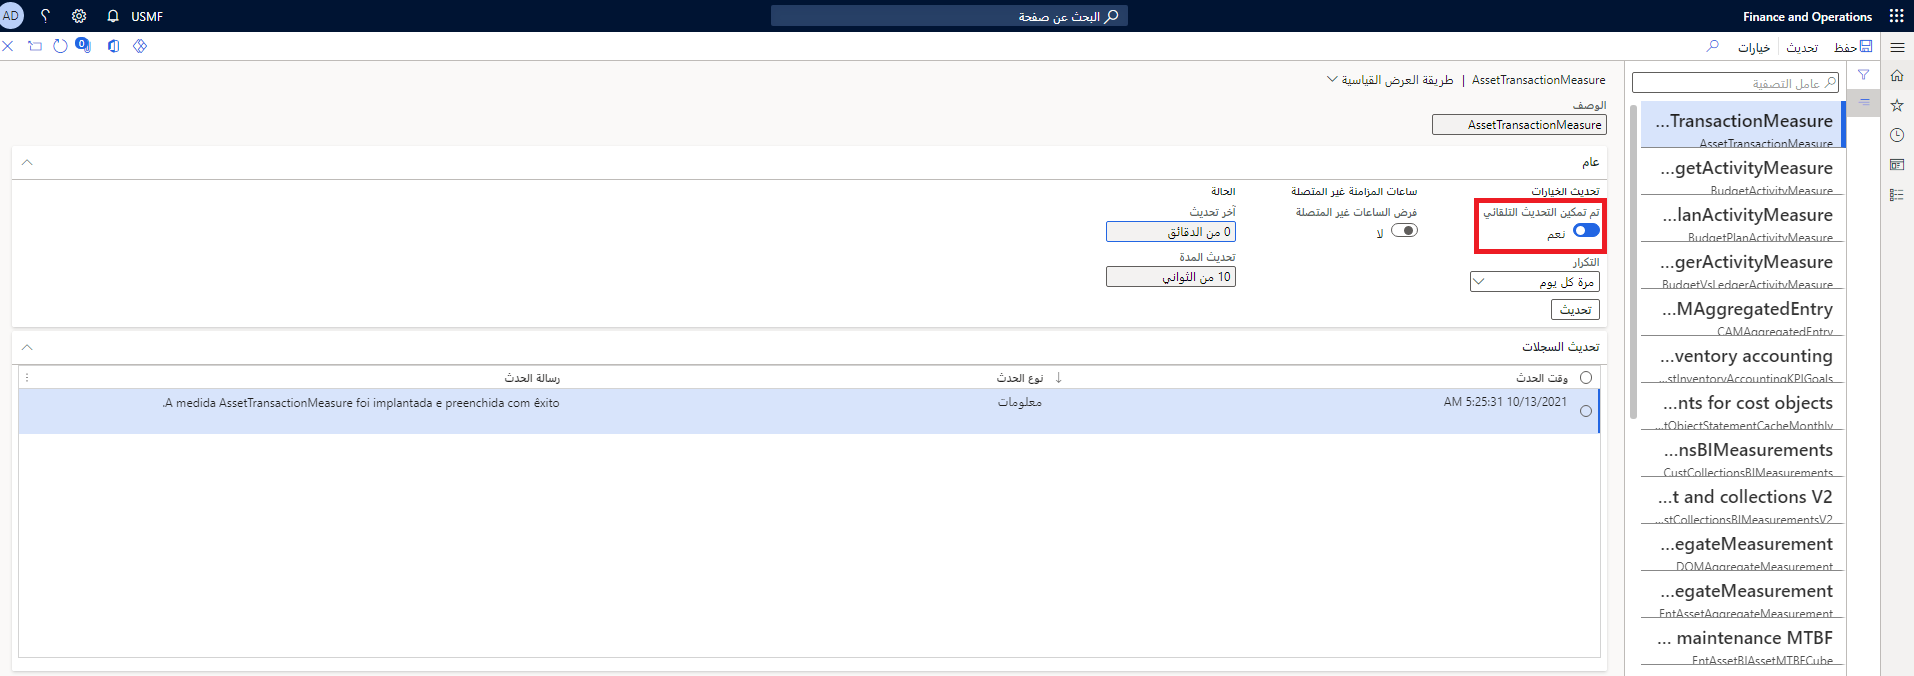 Finance and Operations
البحث عن صفحة
USMF
AD
حفظ
تحديث
خيارات
0
عامل التصفية
...TransactionMeasure
AssetTransactionMeasure
...getActivityMeasure
BudgetActivityMeasure
...lanActivityMeasure
BudgetPlanActivityMeasure
...gerActivityMeasure
BudgetVsLedgerActivityMeasure
...MAggregatedEntry
CAMAggregatedEntry
...ventory accounting
...stInventoryAccountingKPIGoals
...nts for cost objects
...tObjectStatementCacheMonthly
...nsBIMeasurements
CustCollectionsBIMeasurements
...t and collections V2
...stCollectionsBIMeasurementsV2
...egateMeasurement
DOMAggregateMeasurement
...egateMeasurement
EntAssetAggregateMeasurement
... maintenance MTBF
EntAssetBIAssetMTBFCube
AssetTransactionMeasure | طريقة العرض القياسية
الوصف
AssetTransactionMeasure
عام
تحديث الخيارات
تم تمكين التحديث التلقائي
نعم
التكرار
مرة كل يوم
تحديث
ساعات المزامنة غير المتصلة
فرض الساعات غير المتصلة
لا
الحالة
آخر تحديث
0 من الدقائق
تحديث المدة
10 من الثواني
تحديث السجلات
وقت الحدث
نوع الحدث
رسالة الحدث
AM 5:25:31 10/13/2021
معلومات
.A medida AssetTransactionMeasure foi implantada e preenchida com êxito